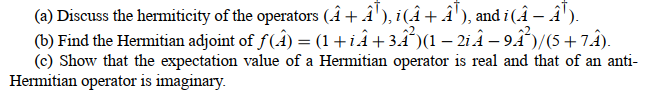 (a) Discuss the hermiticity of the operators (Â + Â†), i(Â + Â†), and i(Â − Â†).
(b) Find the Hermitian adjoint of f(Â) = (1 + iÂ + 3Â²)(1 − 2iÂ − 9Â²)/(5 + 7Â).
(c) Show that the expectation value of a Hermitian operator is real and that of an anti-
Hermitian operator is imaginary.